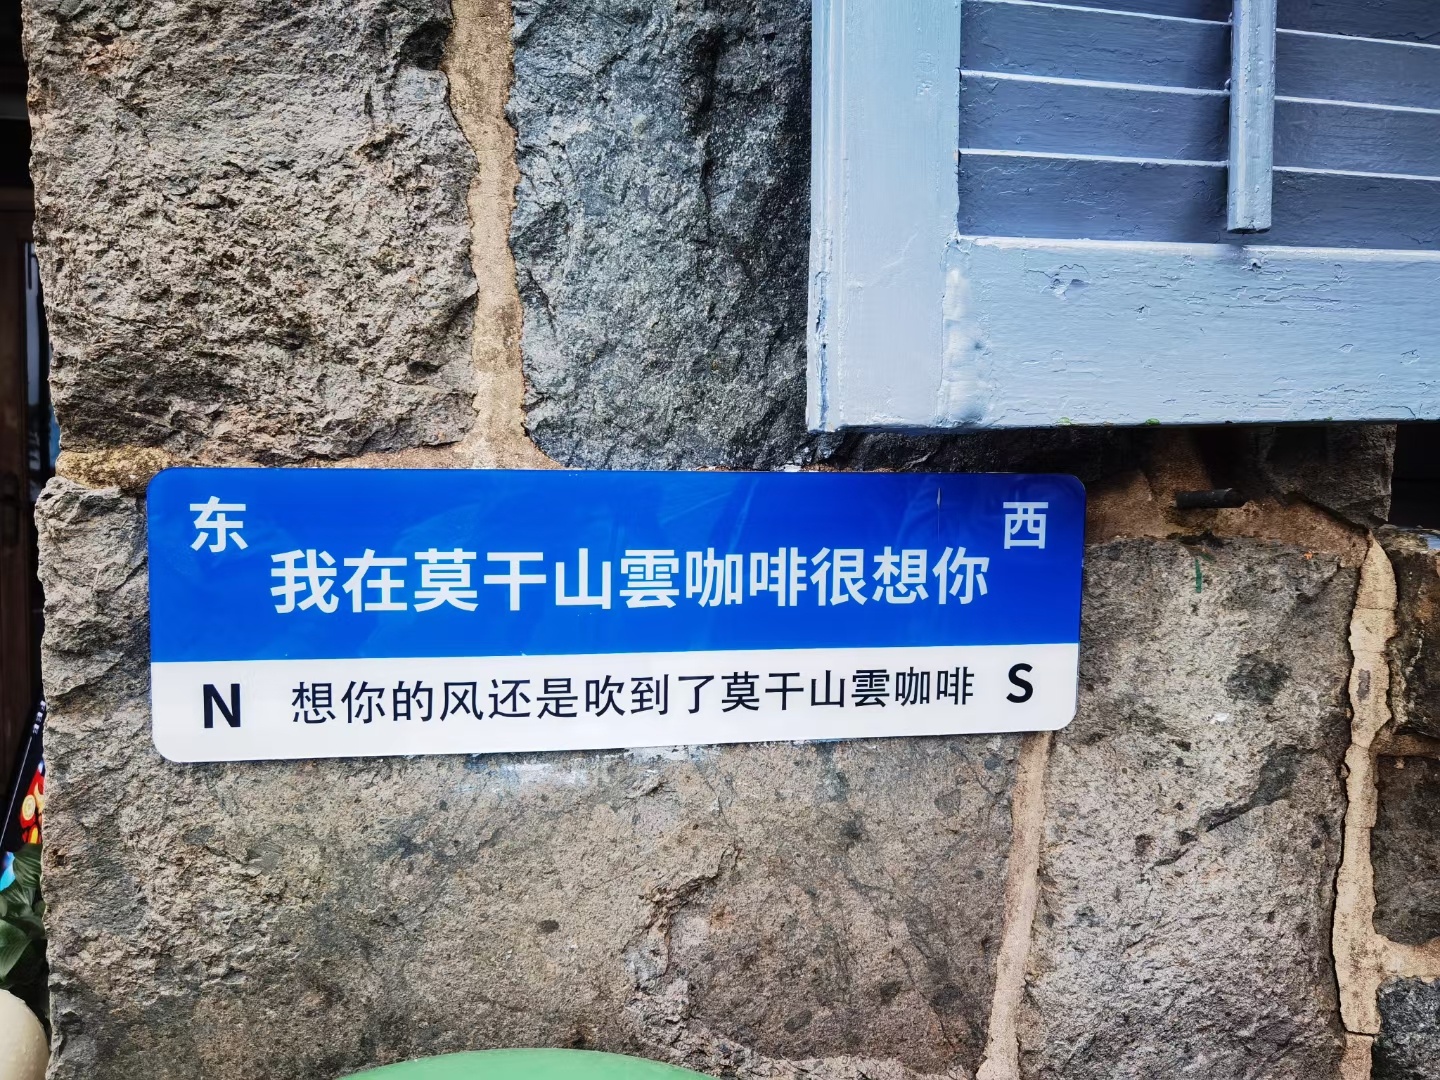 东 西
我在莫干山雲咖啡很想你
N 想你的风还是吹到了莫干山雲咖啡 S